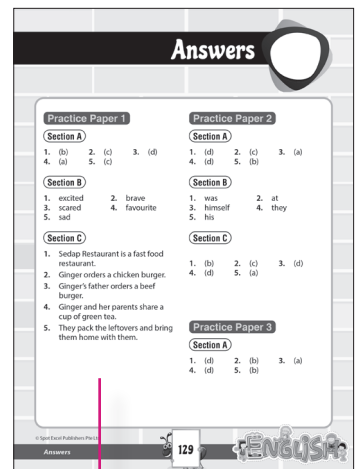 Answers
Practice Paper 1
Section A
1. (b) 2. (c) 3. (d)
4. (a) 5. (c)
Section B
1. excited 2. brave
3. scared 4. favourite
5. sad
Section C
1. Sedap Restaurant is a fast food
restaurant.
2. Ginger orders a chicken burger.
3. Ginger's father orders a beef
burger.
4. Ginger and her parents share a
cup of green tea.
5. They pack the leftovers and bring
them home with them.
Practice Paper 2
Section A
1. (d) 2. (c) 3. (a)
4. (d) 5. (b)
Section B
1. was 2. at
3. himself 4. they
5. his
Section C
1. (b) 2. (c) 3. (d)
4. (d) 5. (a)
Practice Paper 3
Section A
1. (d) 2. (b) 3. (a)
4. (d) 5. (b)
© Spot Excel Publishers Pte Lt
Answers
129
ENGLISH